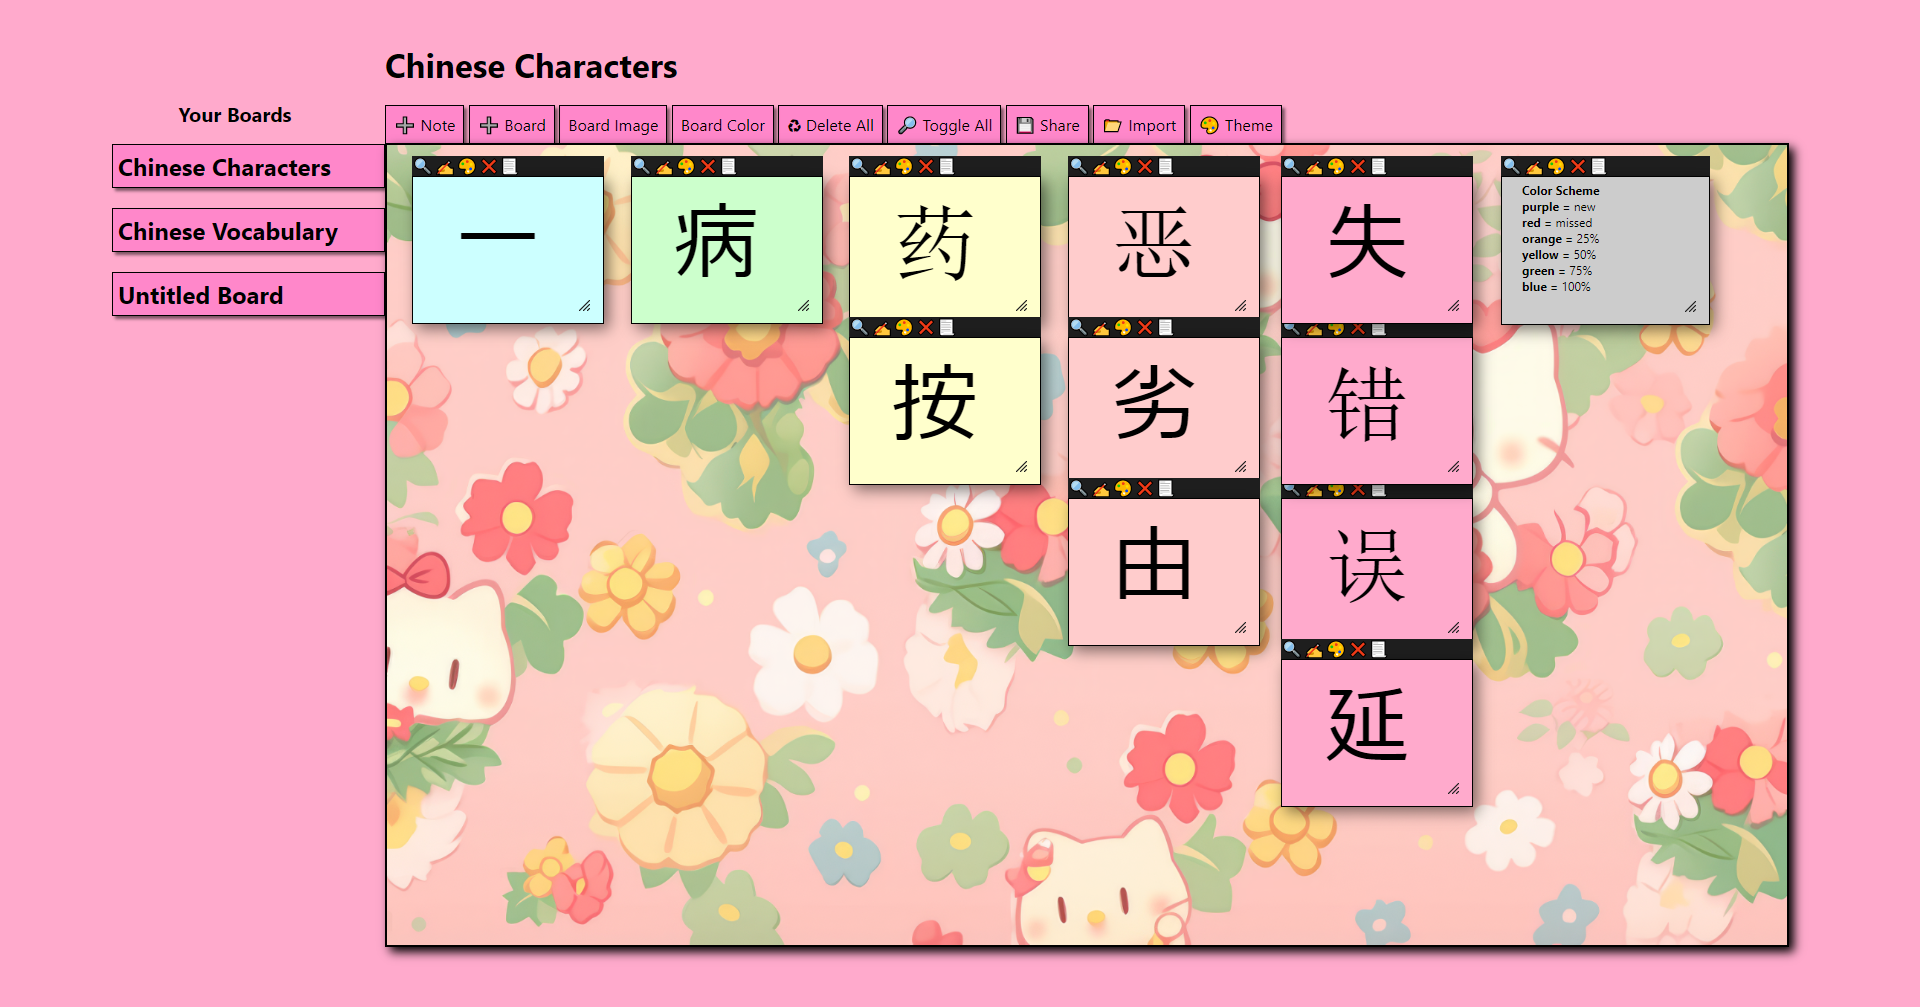 Chinese Characters
Your Boards
Chinese Characters
Chinese Vocabulary
Untitled Board
Note
Board
Board Image
Board Color
Delete All
Toggle All
Share
Import
Theme
一
病
药
恶
失
Color Scheme
purple = new
red = missed
orange = 25%
yellow = 50%
green = 75%
blue = 100%
按
劣
错
由
误
延